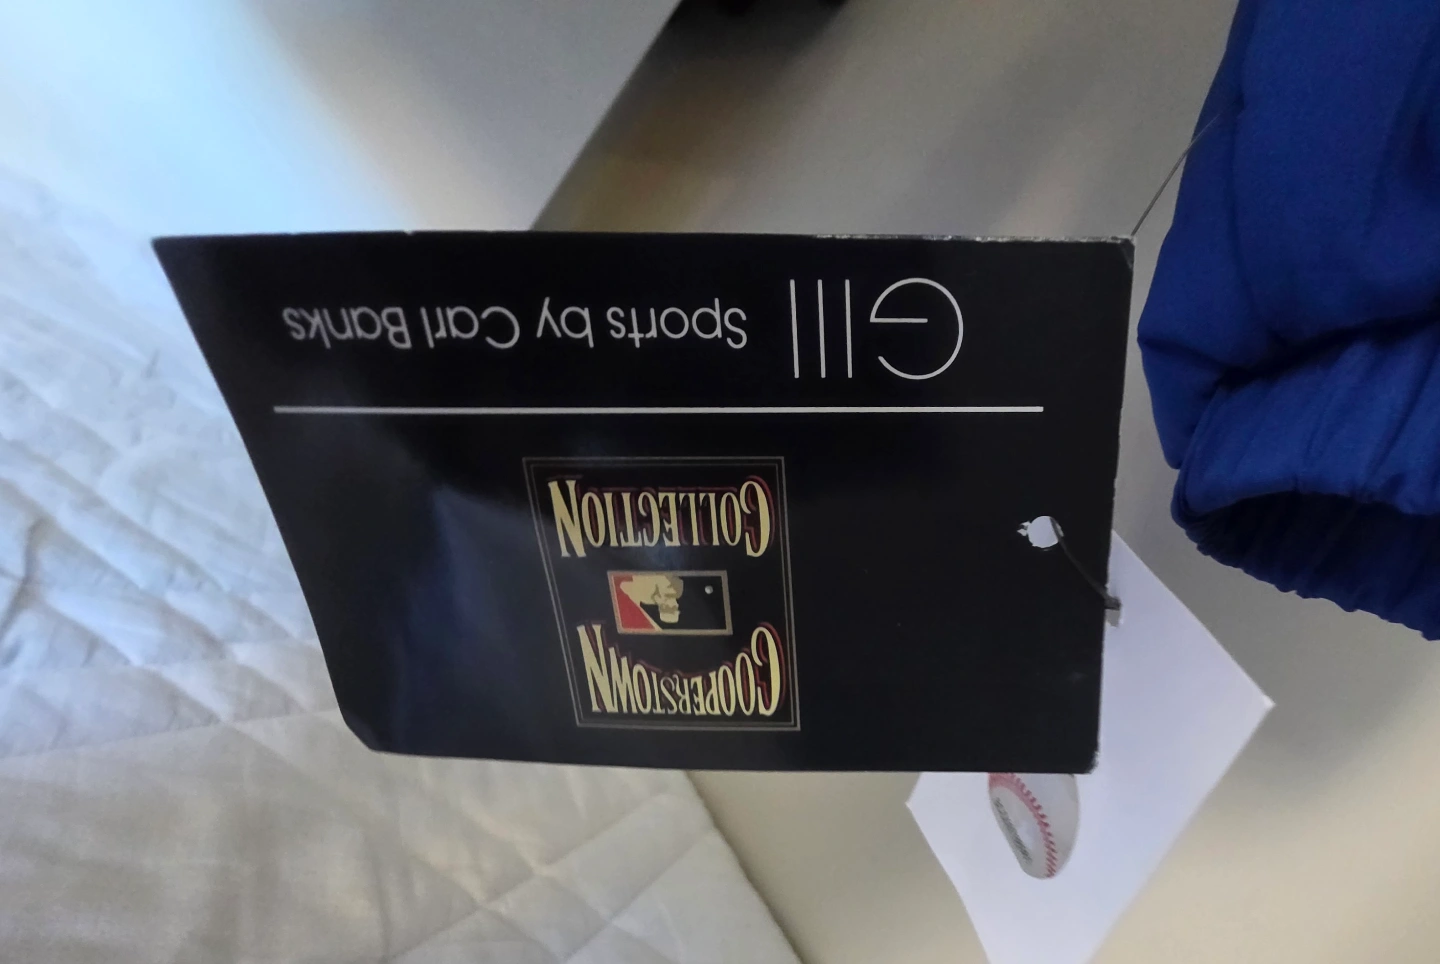 GIII Sports by Carl Banks
COOPERSTOWN
COLLECTION